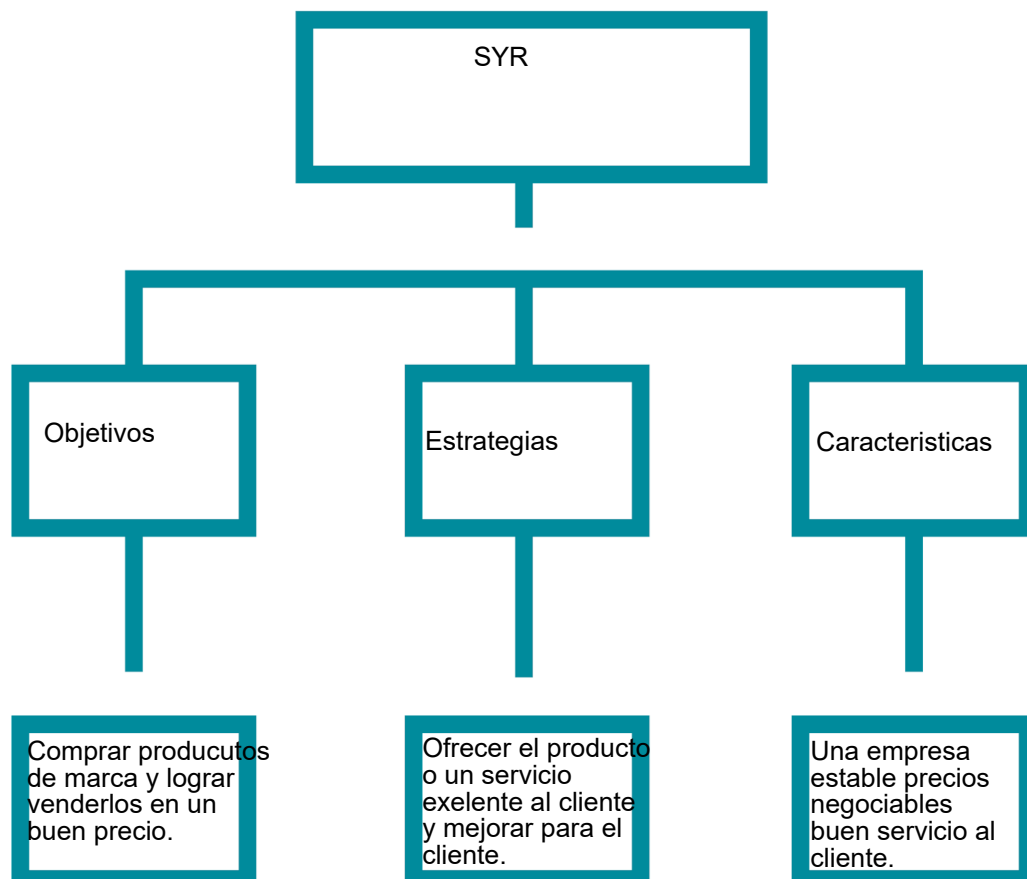 SYR
Objetivos
Estrategias
Caracteristicas
Comprar producutos
de marca y lograr
venderlos en un
buen precio.
Ofrecer el producto
o un servicio
exelente al cliente
y mejorar para el
cliente.
Una empresa
estable precios
negociables
buen servicio al
cliente.